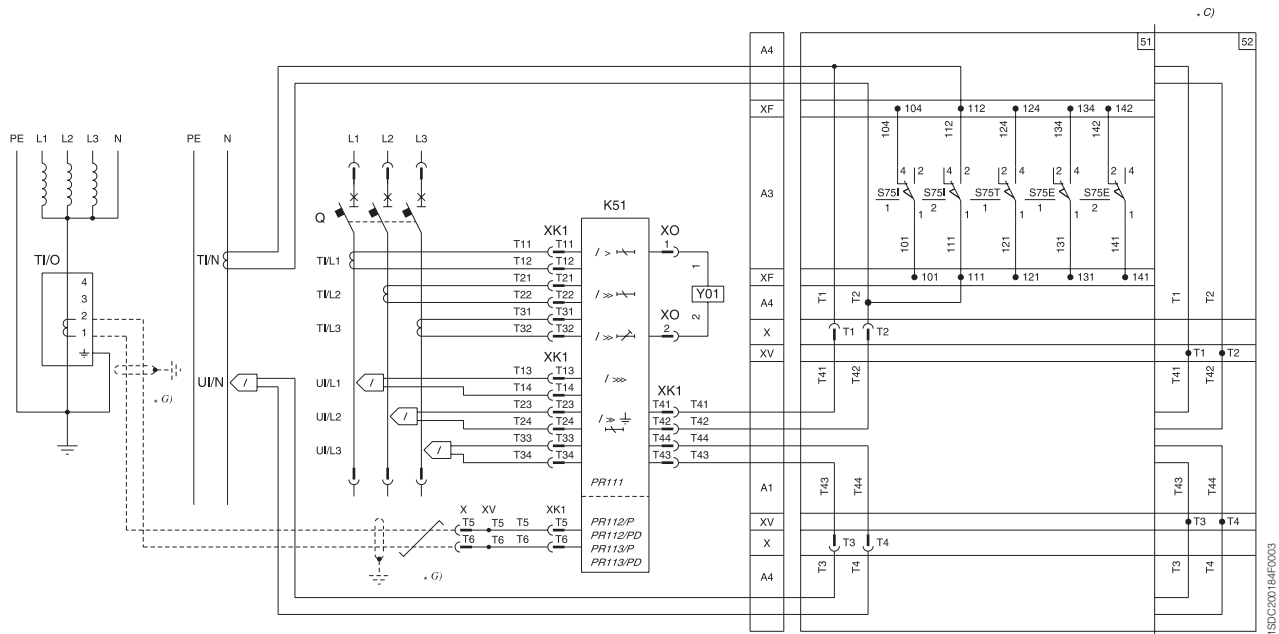 * C)
51
52
A4
XF
104
112
124
134
142
104
112
124
134
142
PE L1 L2 L3 N
PE N
L1 L2 L3
A3
4 2
4 2
2 4
2 4
2 4
S75I
1
S75I
2
S75T
1
S75E
1
S75E
2
1
1
1
1
1
101
111
121
131
141
Q
K51
XK1
XO
T11 T11
1
T12 T12
T21 T21
T22 T22
T31 T31
T32 T32
I >
I >>
I >>
1
Y01
2
XO
2
TI/O
4
3
2
1
TI/N
TI/L1
TI/L2
TI/L3
XF
101
111
121
131
141
A4
T1
T2
T1
T2
X
T1
T2
XV
T1
T2
T41
T42
T41
T42
* G)
UI/N
I
UI/L1
I
UI/L2
I
UI/L3
I
XK1
T13 T13
T14 T14
T23 T23
T24 T24
T33 T33
T34 T34
I >>>
I >>
XK1
T41 T41
T42 T42
T44 T44
T43 T43
PR111
A1
T43
T44
T43
T44
X XV XK1
T5 T5 T5 T5
T6 T6 T6 T6
PR112/P
PR112/PD
PR113/P
PR113/PD
* G)
XV
T3
T4
X
T3
T4
A4
T3
T4
T3
T4
1SDC200184F0003